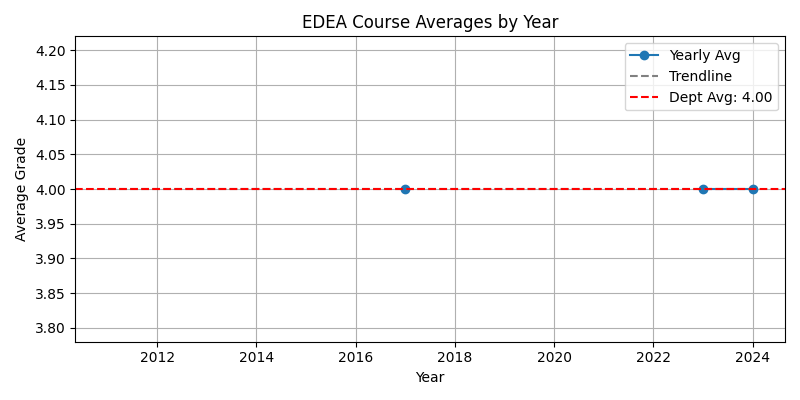 EDEA Course Averages by Year
Yearly Avg
Trendline
Dept Avg: 4.00
Average Grade
4.20
4.15
4.10
4.05
4.00
3.95
3.90
3.85
3.80
2012 2014 2016 2018 2020 2022 2024
Year